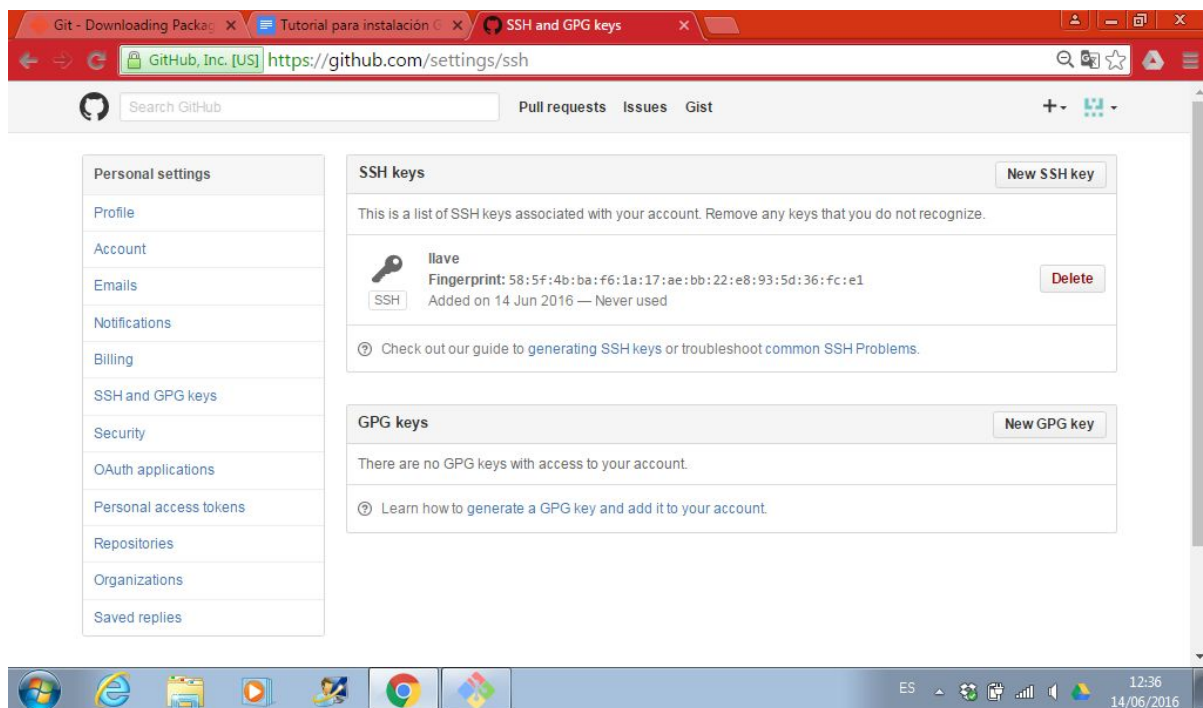 Git - Downloading Packag
Tutorial para instalación G
SSH and GPG keys
GitHub, Inc. [US] https://github.com/settings/ssh
Search GitHub
Pull requests Issues Gist
Personal settings
Profile
Account
Emails
Notifications
Billing
SSH and GPG keys
Security
OAuth applications
Personal access tokens
Repositories
Organizations
Saved replies
SSH keys
New SSH key
This is a list of SSH keys associated with your account. Remove any keys that you do not recognize.
llave
Fingerprint: 58:5f:4b:ba:f6:1a:17:ae:bb:22:e8:93:5d:36:fc:e1
SSH
Added on 14 Jun 2016 — Never used
Delete
Check out our guide to generating SSH keys or troubleshoot common SSH Problems.
GPG keys
New GPG key
There are no GPG keys with access to your account.
Learn how to generate a GPG key and add it to your account.
ES
12:36
14/06/2016